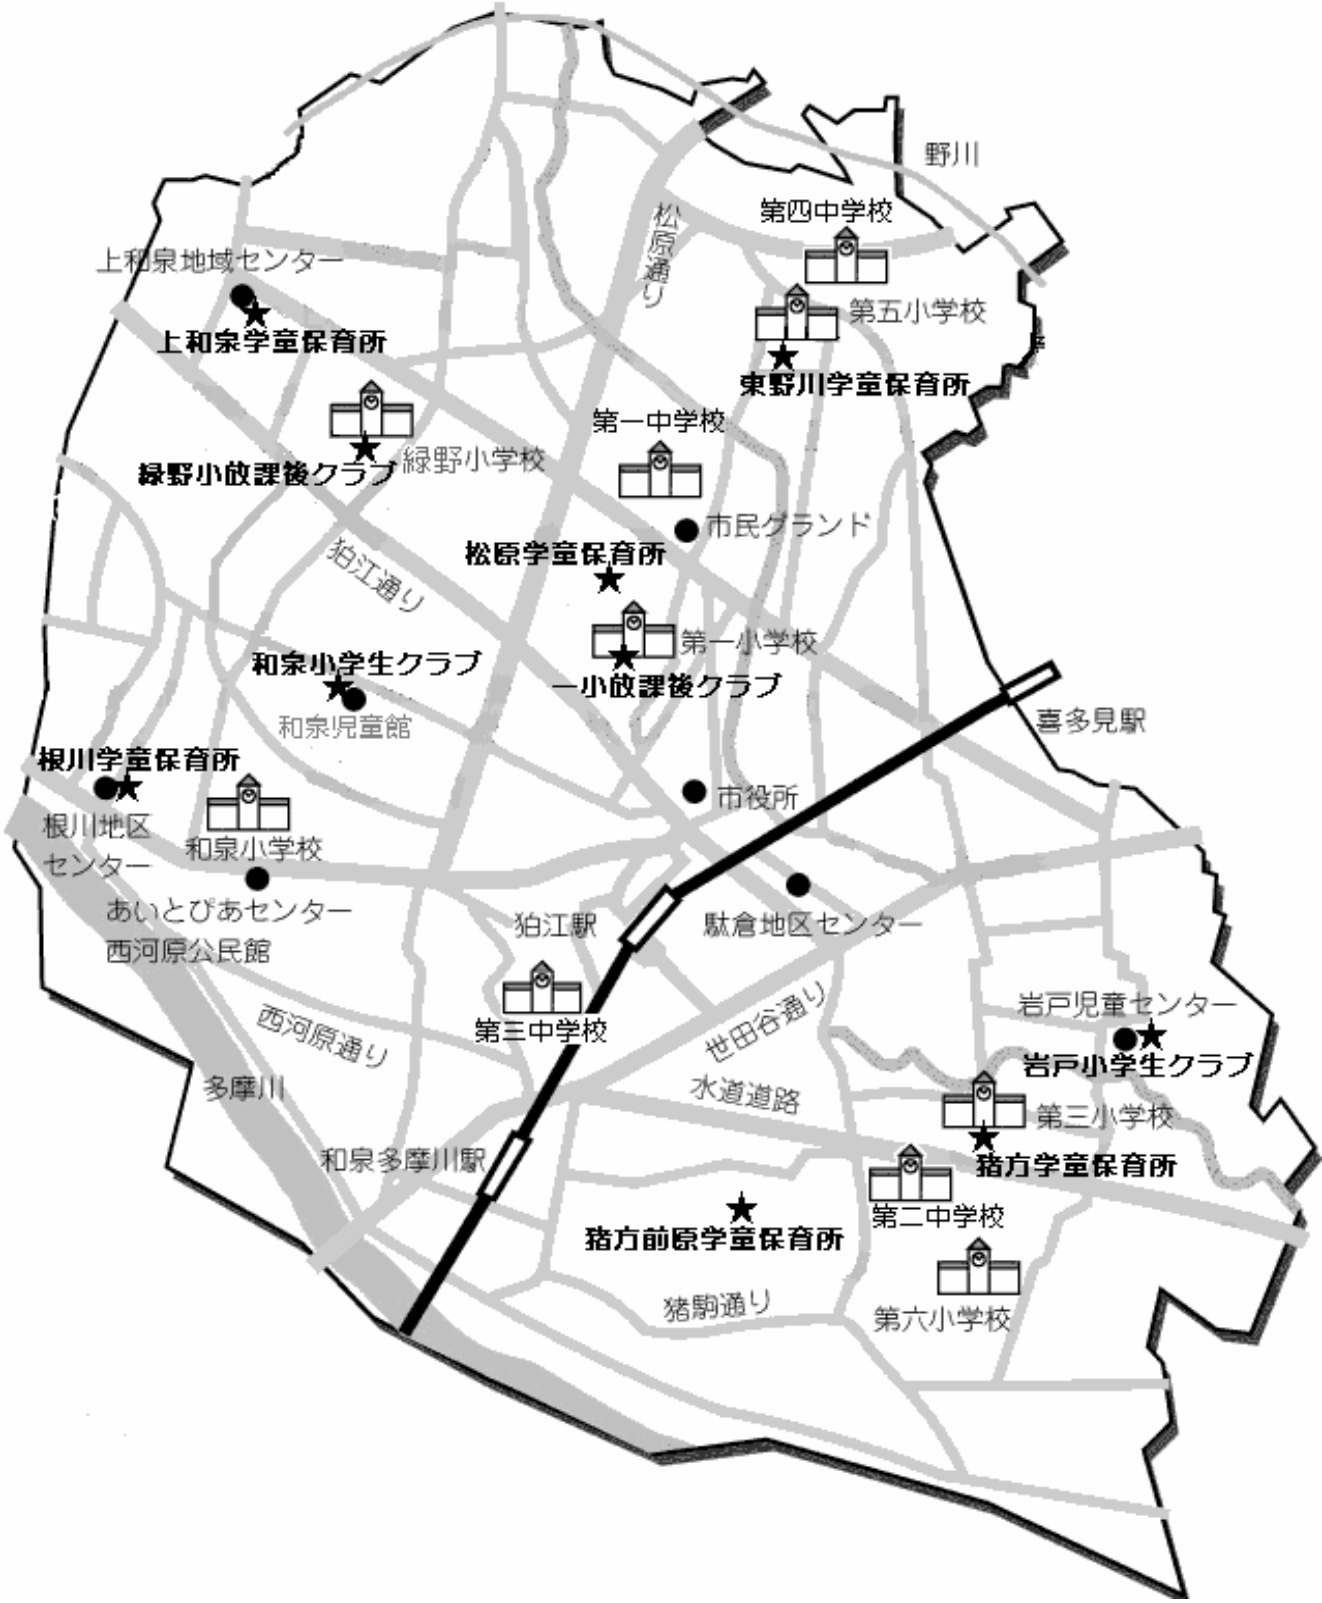 野川
第四中学校
松原通り
上和泉地域センター
第五小学校
上和泉学童保育所
東野川学童保育所
第一中学校
緑野小学校
緑野小放課後クラブ
市民グランド
松原学童保育所
狛江通り
第一小学校
和泉小学生クラブ
一小放課後クラブ
和泉児童館
喜多見駅
根川学童保育所
市役所
根川地区
センター
和泉小学校
あいとぴあセンター
西河原公民館
狛江駅
駄倉地区センター
岩戸児童センター
世田谷通り
第三中学校
西河原通り
岩戸小学生クラブ
多摩川
水道道路
第三小学校
和泉多摩川駅
猪方学童保育所
第二中学校
猪方前原学童保育所
猪駒通り
第六小学校